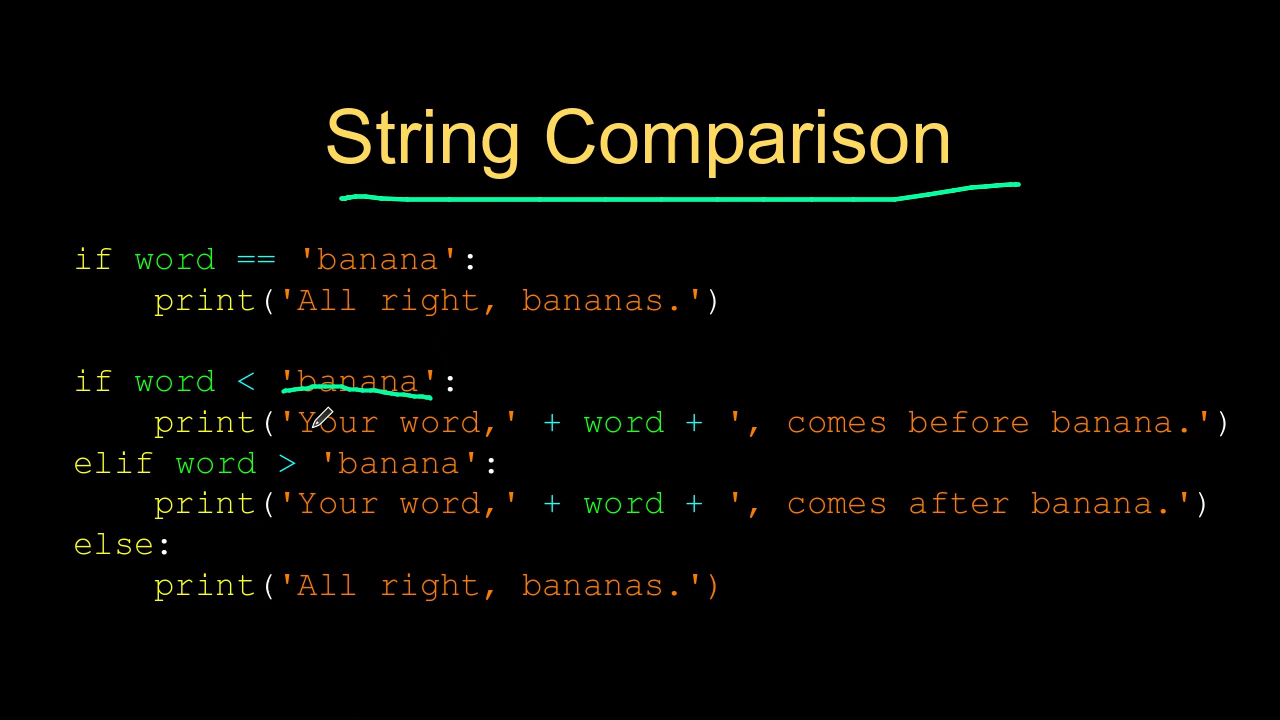 String Comparison
if word == 'banana':
    print('All right, bananas.')
if word < 'banana':
    print('Your word,' + word + ', comes before banana.')
elif word > 'banana':
    print('Your word,' + word + ', comes after banana.')
else:
    print('All right, bananas.')